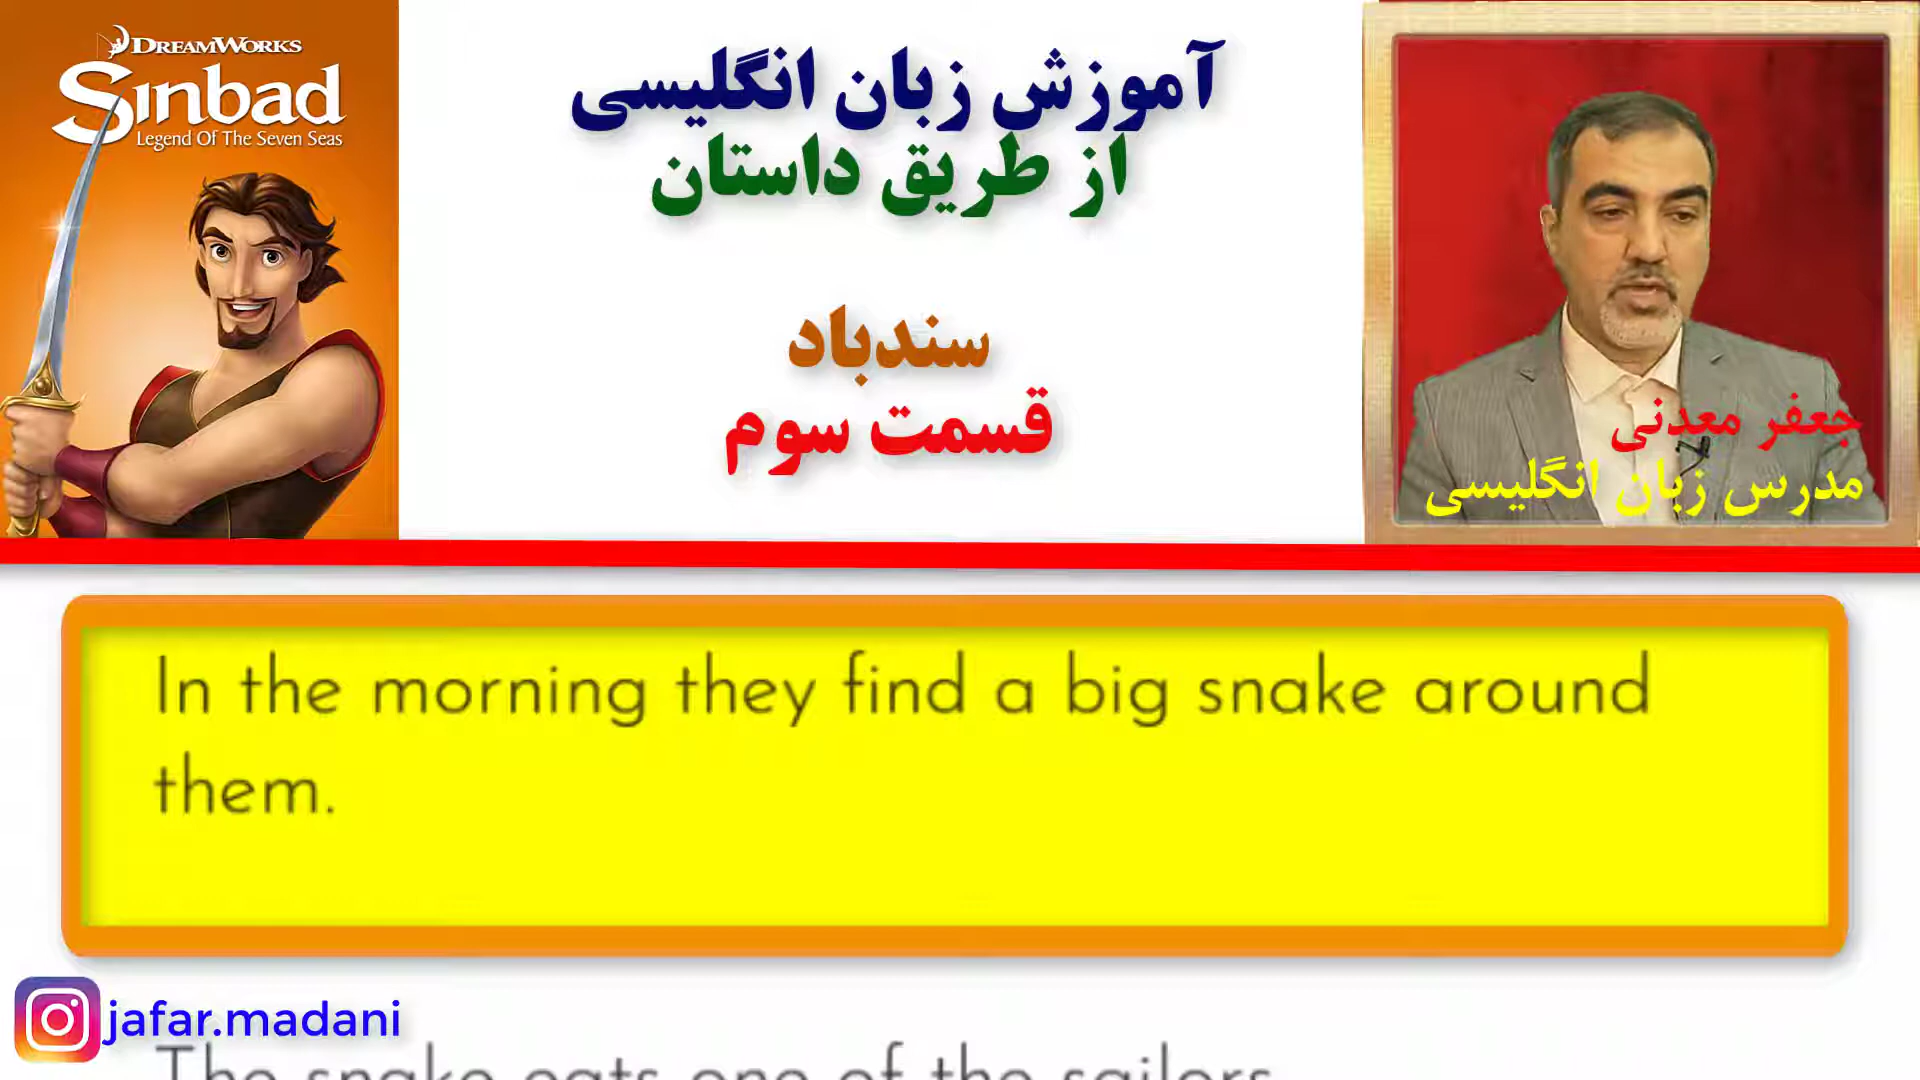 DREAMWORKS
Sinbad
Legend Of The Seven Seas
آموزش زبان انگلیسی
از طریق داستان
سندباد
قسمت سوم
جعفر معدنی
مدرس زبان انگلیسی
In the morning they find a big snake around
them.
jafar.madani
The snake eats one of the sailors